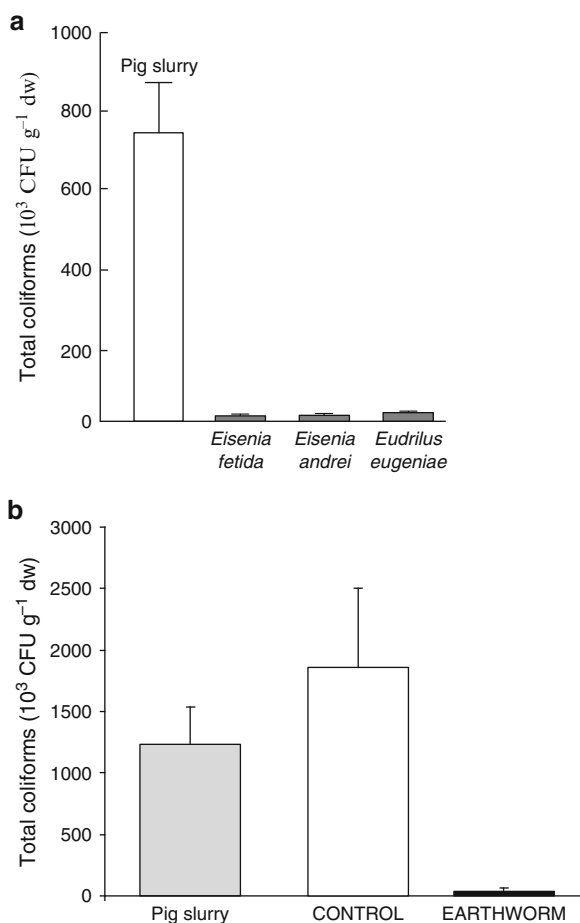 a
Total coliforms (10³ CFU g⁻¹ dw)
1000
800
600
400
200
0
Pig slurry
Eisenia
fetida
Eisenia
andrei
Eudrilus
eugeniae
b
Total coliforms (10³ CFU g⁻¹ dw)
3000
2500
2000
1500
1000
500
0
Pig slurry
CONTROL
EARTHWORM